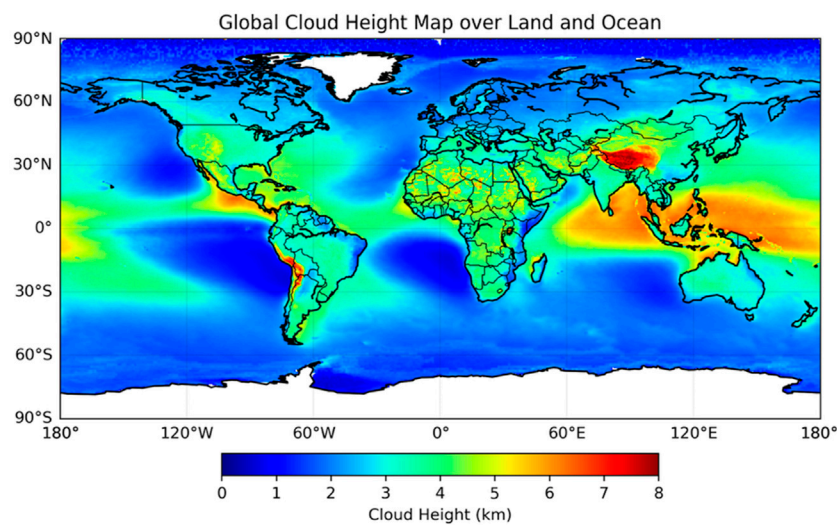 Global Cloud Height Map over Land and Ocean
90°N
60°N
30°N
0°
30°S
60°S
90°S
180° 120°W 60°W 0° 60°E 120°E 180°
0 1 2 3 4 5 6 7 8
Cloud Height (km)